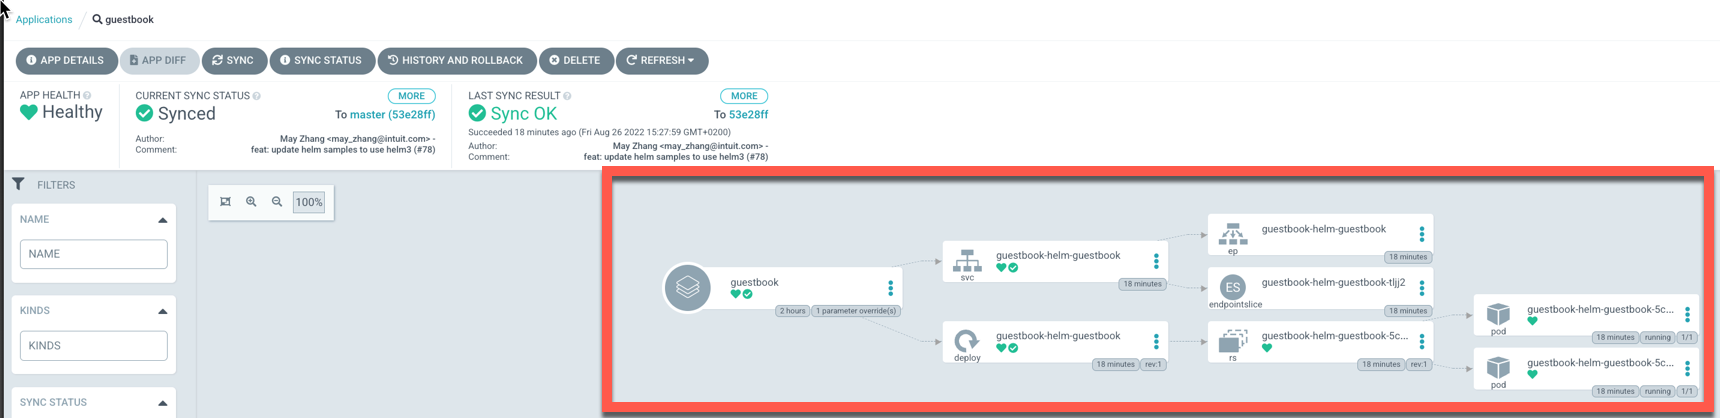 Applications / guestbook
APP DETAILS APP DIFF SYNC SYNC STATUS HISTORY AND ROLLBACK DELETE REFRESH
APP HEALTH
Healthy
CURRENT SYNC STATUS MORE
Synced To master (53e28ff)
Author: May Zhang <may_zhang@intuit.com> -
Comment: feat: update helm samples to use helm3 (#78)
LAST SYNC RESULT MORE
Sync OK To 53e28ff
Succeeded 18 minutes ago (Fri Aug 26 2022 15:27:59 GMT+0200)
Author: May Zhang <may_zhang@intuit.com> -
Comment: feat: update helm samples to use helm3 (#78)
FILTERS
NAME
NAME
KINDS
KINDS
SYNC STATUS
100%
guestbook
2 hours 1 parameter override(s)
svc
guestbook-helm-guestbook
18 minutes
deploy
guestbook-helm-guestbook
18 minutes rev:1
ep
guestbook-helm-guestbook
18 minutes
ES
endpointslice
guestbook-helm-guestbook-tljj2
18 minutes
rs
guestbook-helm-guestbook-5c...
18 minutes rev:1
pod
guestbook-helm-guestbook-5c...
18 minutes running 1/1
pod
guestbook-helm-guestbook-5c...
18 minutes running 1/1